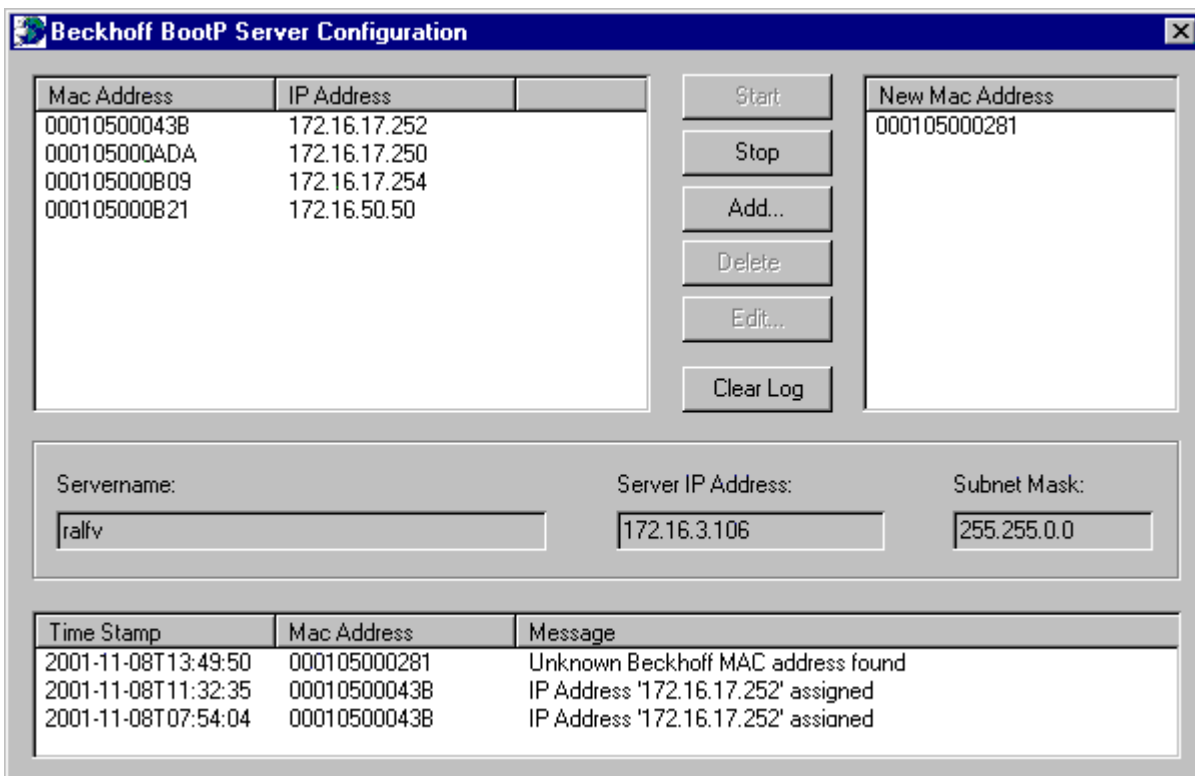 Beckhoff BootP Server Configuration
Mac Address IP Address
00010500043B 172.16.17.252
000105000ADA 172.16.17.250
000105000B09 172.16.17.254
000105000B21 172.16.50.50
Start
Stop
Add...
Delete
Edit...
Clear Log
New Mac Address
000105000281
Servername: Server IP Address: Subnet Mask:
ralfv 172.16.3.106 255.255.0.0
Time Stamp Mac Address Message
2001-11-08T13:49:50 000105000281 Unknown Beckhoff MAC address found
2001-11-08T11:32:35 00010500043B IP Address '172.16.17.252' assigned
2001-11-08T07:54:04 00010500043B IP Address '172.16.17.252' assigned